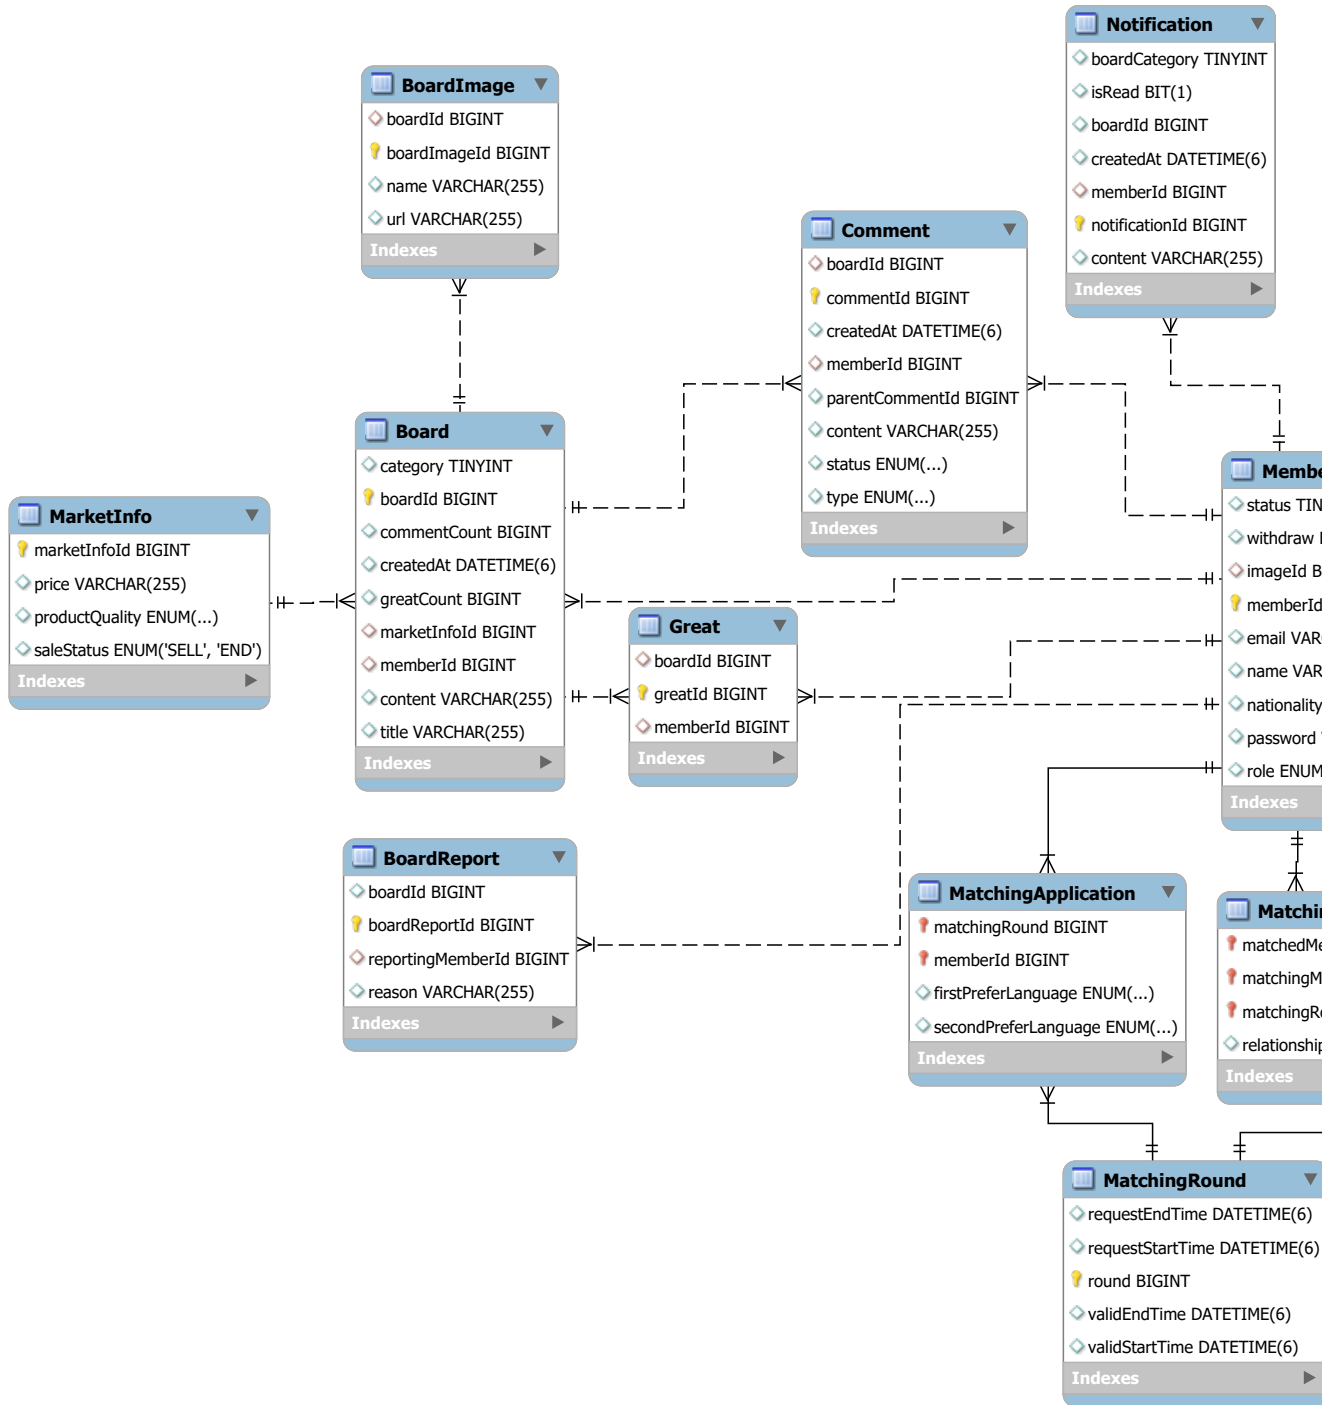 Notification
boardCategory TINYINT
isRead BIT(1)
boardId BIGINT
createdAt DATETIME(6)
memberId BIGINT
notificationId BIGINT
content VARCHAR(255)
Indexes
BoardImage
boardId BIGINT
boardImageId BIGINT
name VARCHAR(255)
url VARCHAR(255)
Indexes
Comment
boardId BIGINT
commentId BIGINT
createdAt DATETIME(6)
memberId BIGINT
parentCommentId BIGINT
content VARCHAR(255)
status ENUM(...)
type ENUM(...)
Indexes
Board
category TINYINT
boardId BIGINT
commentCount BIGINT
createdAt DATETIME(6)
greatCount BIGINT
marketInfoId BIGINT
memberId BIGINT
content VARCHAR(255)
title VARCHAR(255)
Indexes
MarketInfo
marketInfoId BIGINT
price VARCHAR(255)
productQuality ENUM(...)
saleStatus ENUM('SELL', 'END')
Indexes
Great
boardId BIGINT
greatId BIGINT
memberId BIGINT
Indexes
Membe
status TIN
withdraw
imageId B
memberId
email VAR
name VAR
nationality
password
role ENUM
Indexes
BoardReport
boardId BIGINT
boardReportId BIGINT
reportingMemberId BIGINT
reason VARCHAR(255)
Indexes
MatchingApplication
matchingRound BIGINT
memberId BIGINT
firstPreferLanguage ENUM(...)
secondPreferLanguage ENUM(...)
Indexes
Matchin
matchedMe
matchingM
matchingRo
relationship
Indexes
MatchingRound
requestEndTime DATETIME(6)
requestStartTime DATETIME(6)
round BIGINT
validEndTime DATETIME(6)
validStartTime DATETIME(6)
Indexes